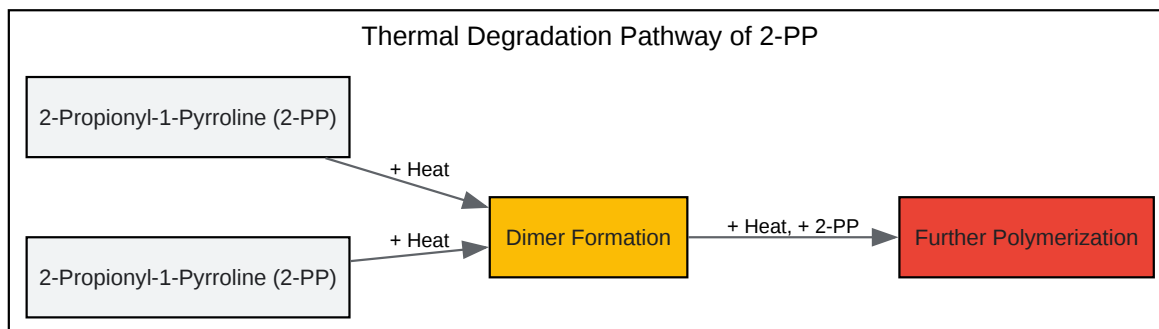 Thermal Degradation Pathway of 2-PP
2-Propionyl-1-Pyrroline (2-PP)
+ Heat
2-Propionyl-1-Pyrroline (2-PP)
+ Heat
Dimer Formation
+ Heat, + 2-PP
Further Polymerization